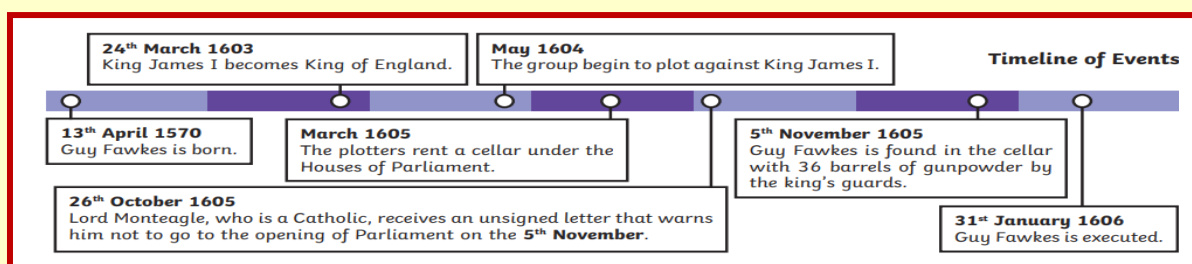 Timeline of Events
24th March 1603
King James I becomes King of England.
May 1604
The group begin to plot against King James I.
13th April 1570
Guy Fawkes is born.
March 1605
The plotters rent a cellar under the
Houses of Parliament.
5th November 1605
Guy Fawkes is found in the cellar
with 36 barrels of gunpowder by
the king's guards.
26th October 1605
Lord Monteagle, who is a Catholic, receives an unsigned letter that warns
him not to go to the opening of Parliament on the 5th November.
31st January 1606
Guy Fawkes is executed.